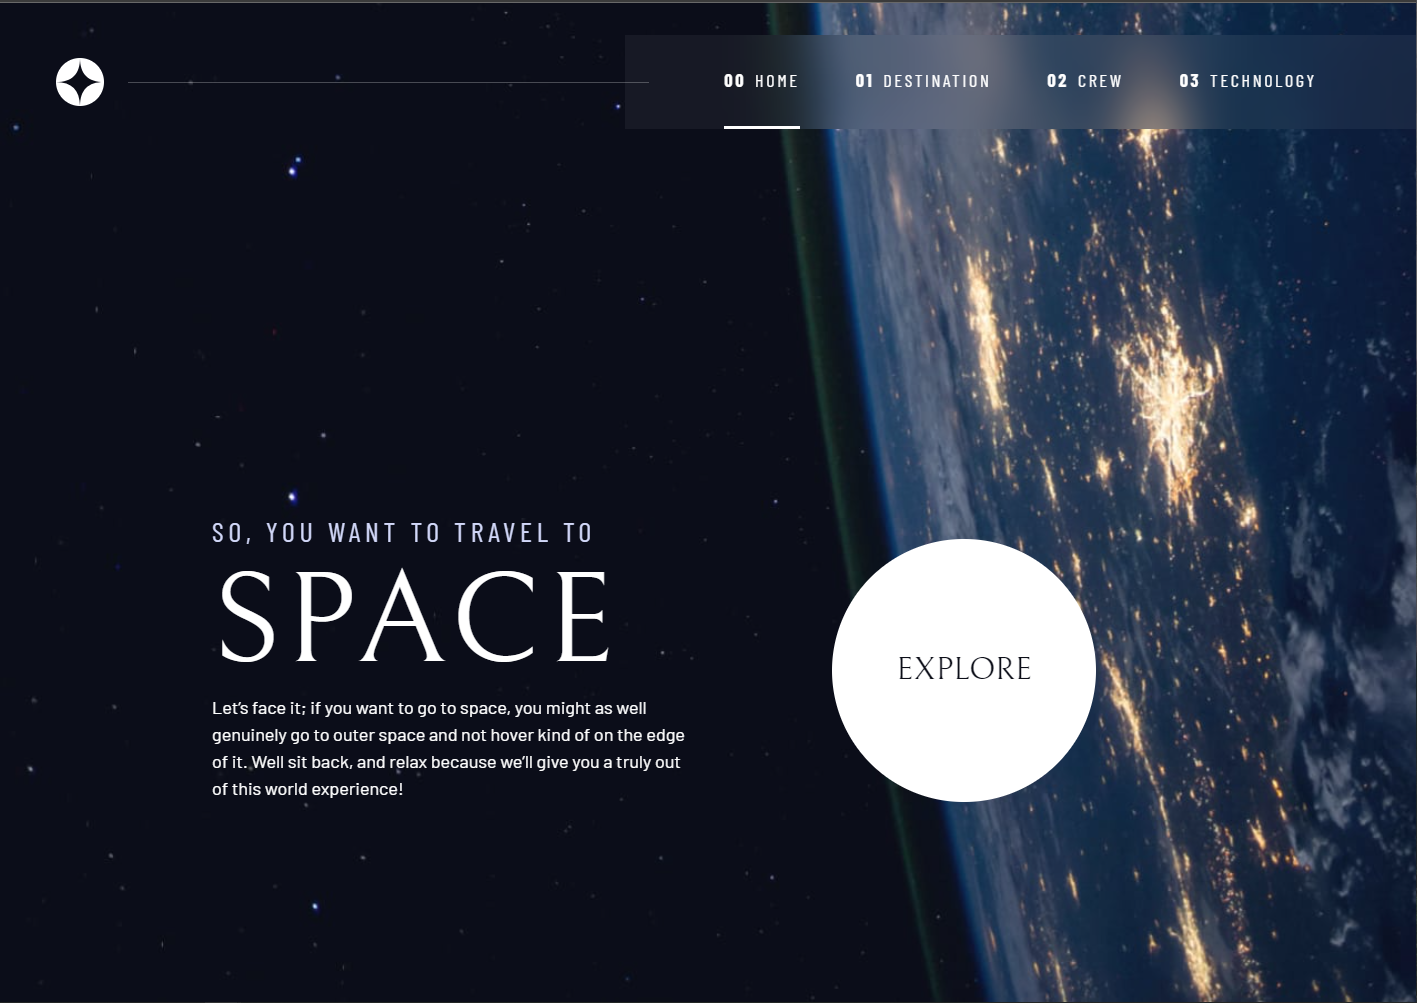 00 HOME 01 DESTINATION 02 CREW 03 TECHNOLOGY
SO, YOU WANT TO TRAVEL TO
SPACE
Let’s face it; if you want to go to space, you might as well
genuinely go to outer space and not hover kind of on the edge
of it. Well sit back, and relax because we’ll give you a truly out
of this world experience!
EXPLORE